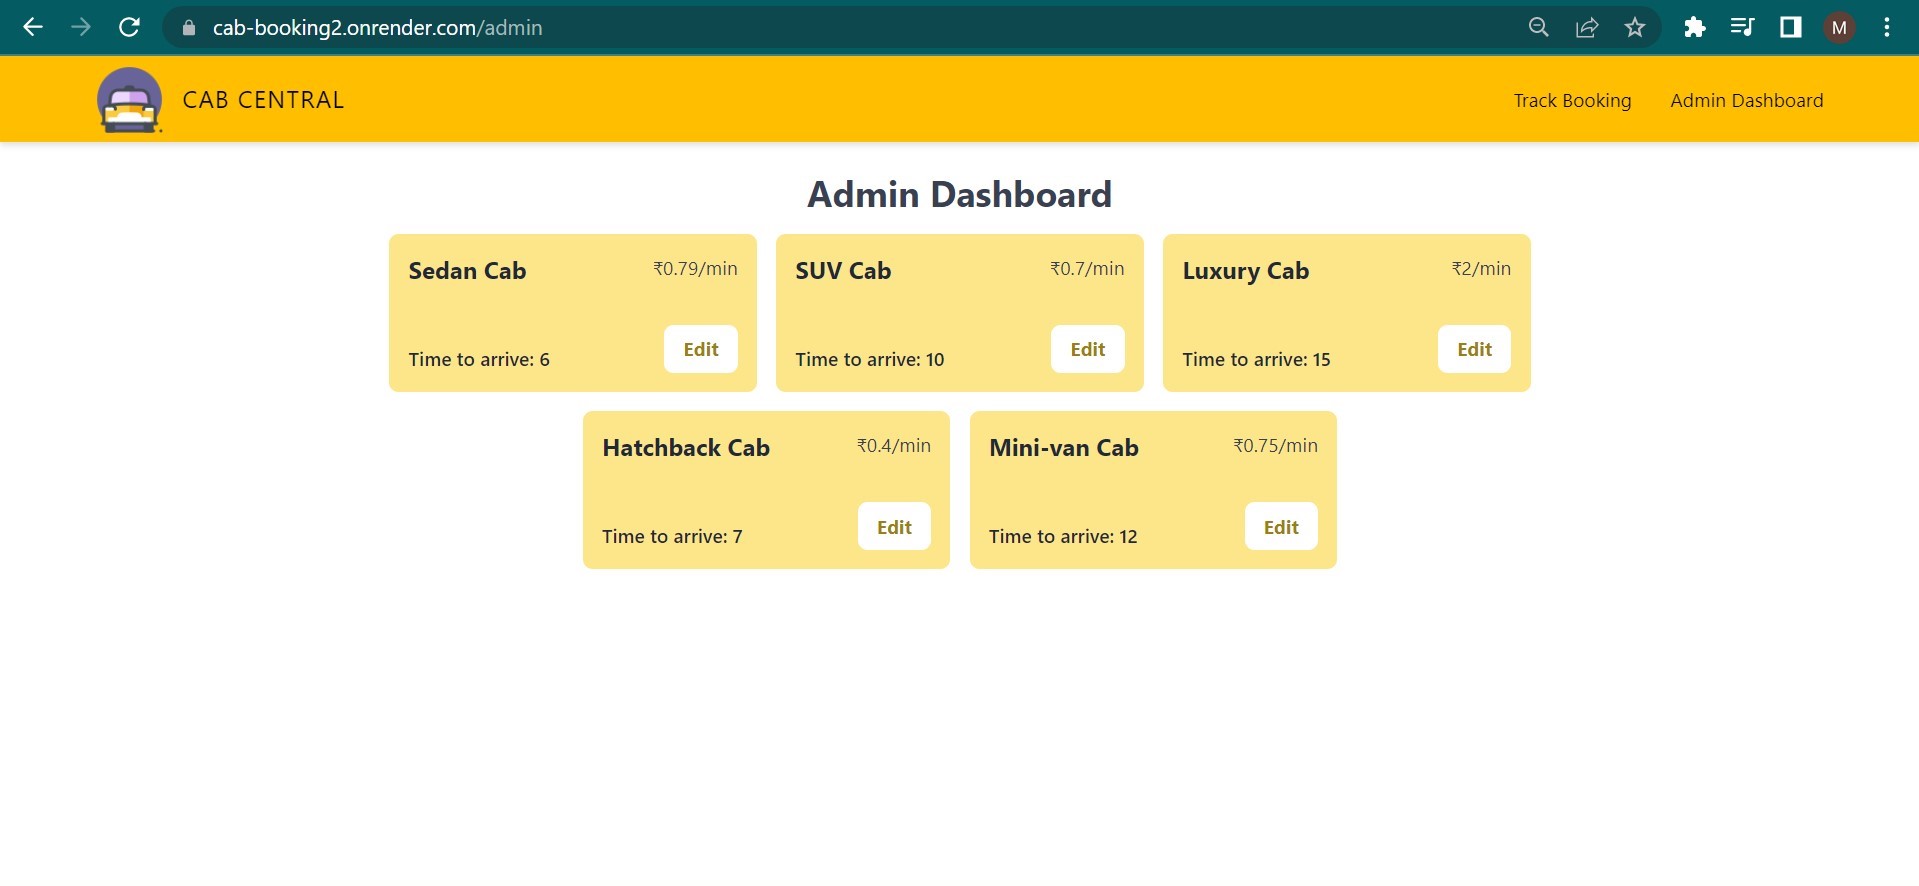 cab-booking2.onrender.com/admin
M
CAB CENTRAL
Track Booking
Admin Dashboard
Admin Dashboard
Sedan Cab
₹0.79/min
Time to arrive: 6
Edit
SUV Cab
₹0.7/min
Time to arrive: 10
Edit
Luxury Cab
₹2/min
Time to arrive: 15
Edit
Hatchback Cab
₹0.4/min
Time to arrive: 7
Edit
Mini-van Cab
₹0.75/min
Time to arrive: 12
Edit